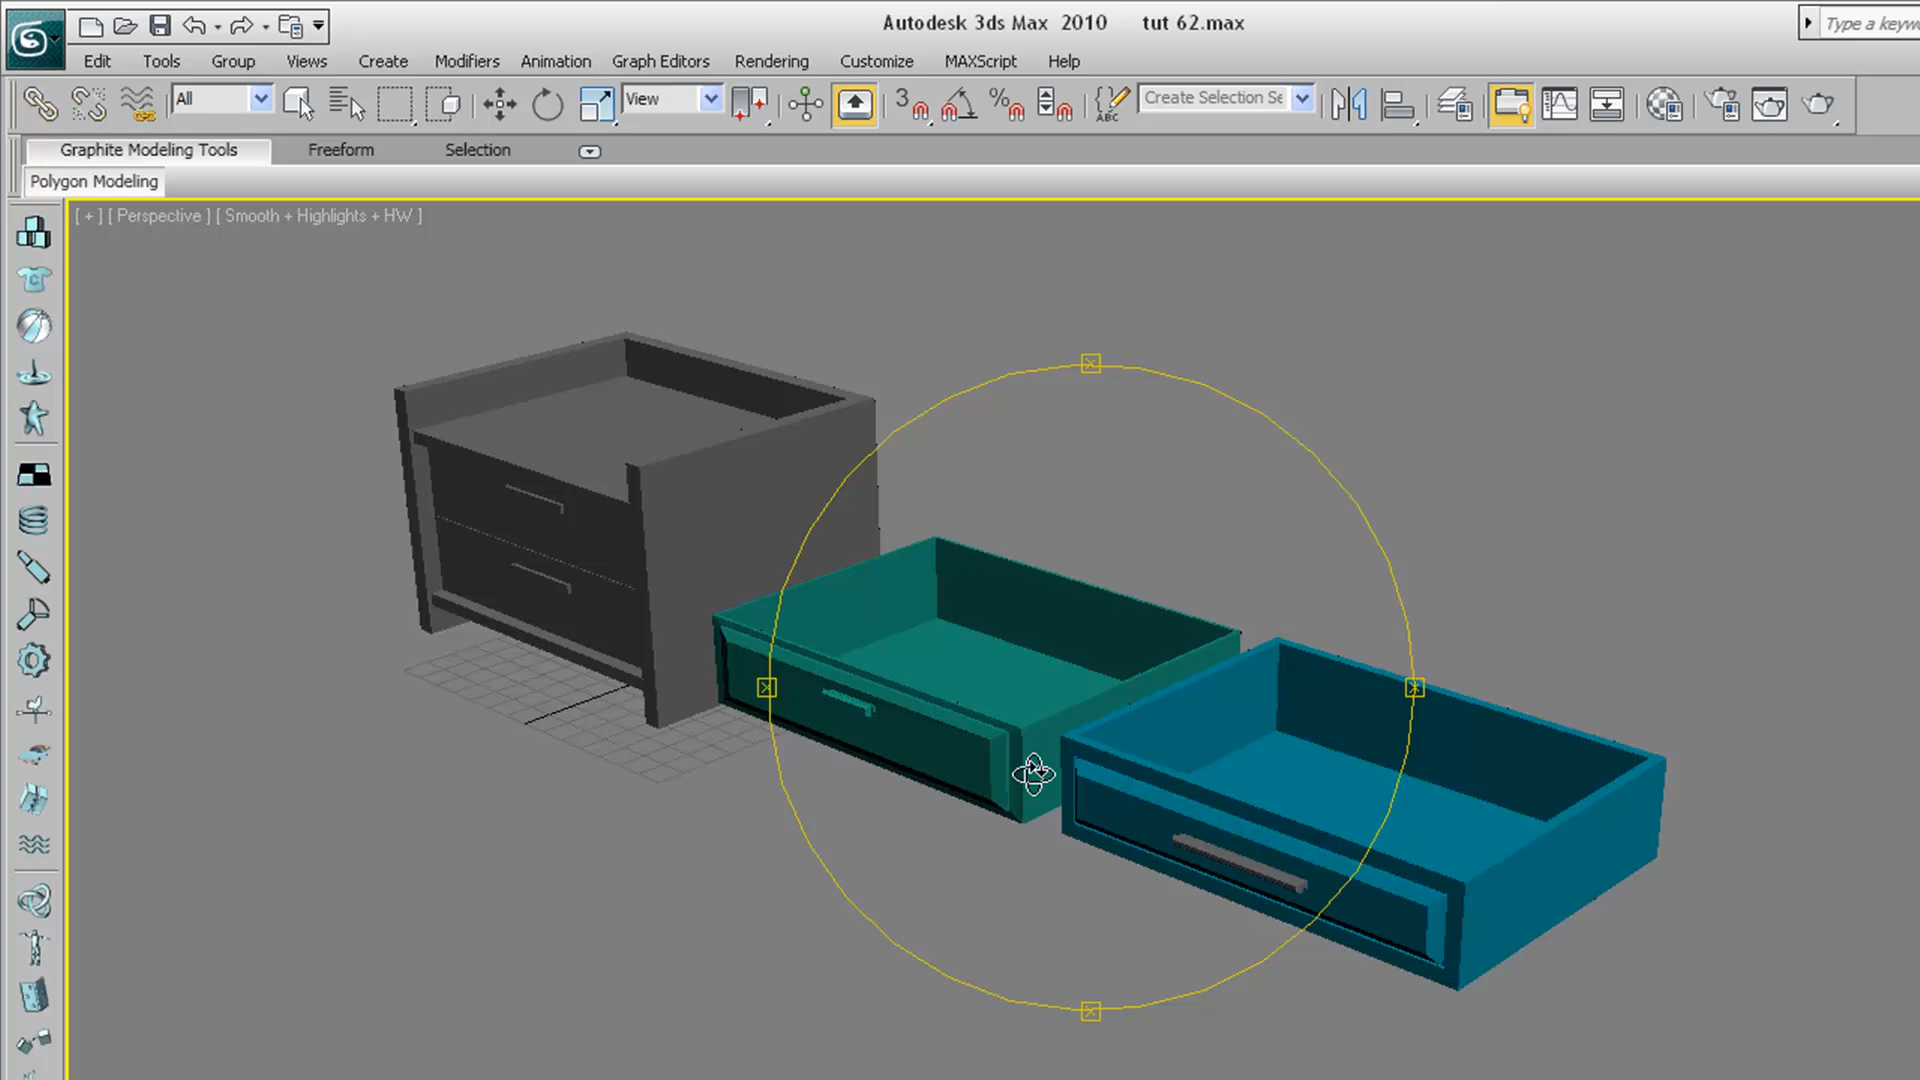 Autodesk 3ds Max 2010 tut 62.max
Type a keyw
Edit Tools Group Views Create Modifiers Animation Graph Editors Rendering Customize MAXScript Help
All View 3 % ABC Create Selection Se
Graphite Modeling Tools Freeform Selection
Polygon Modeling
[ + ] [ Perspective ] [ Smooth + Highlights + HW ]